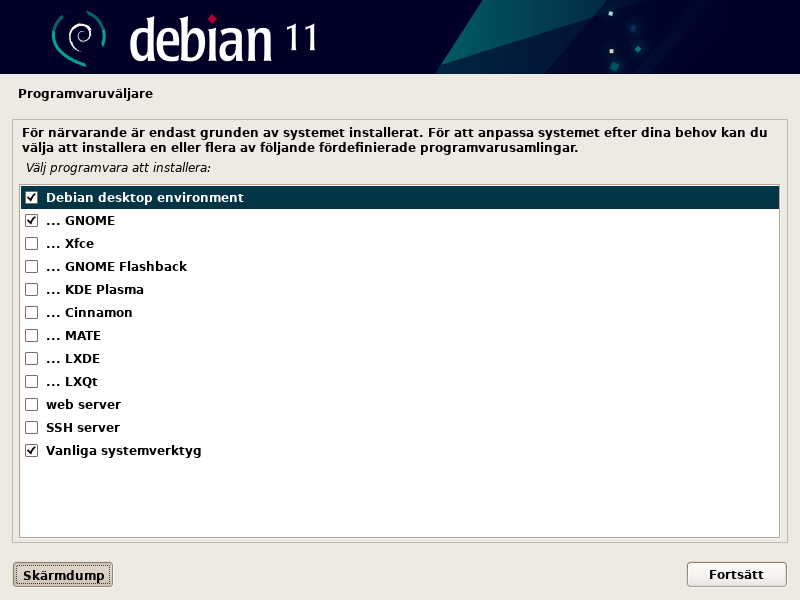 debian 11
Programvaruväljare
För närvarande är endast grunden av systemet installerat. För att anpassa systemet efter dina behov kan du
välja att installera en eller flera av följande fördefinierade programvarusamlingar.
Välj programvara att installera:
Debian desktop environment
... GNOME
... Xfce
... GNOME Flashback
... KDE Plasma
... Cinnamon
... MATE
... LXDE
... LXQt
web server
SSH server
Vanliga systemverktyg
Skärmdump
Fortsätt